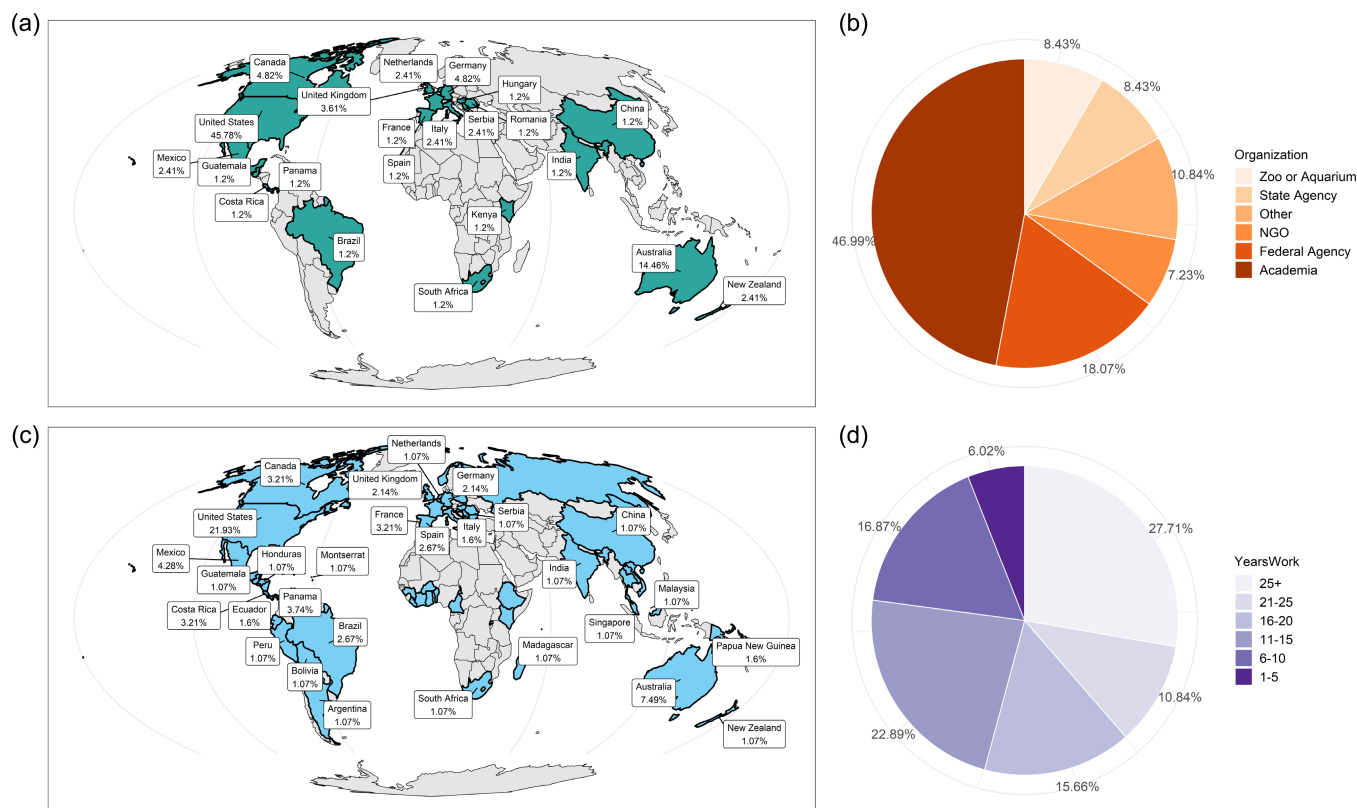 (a)
Canada
4.82%
Netherlands
2.41%
Germany
4.82%
United Kingdom
3.61%
Hungary
1.2%
United States
45.78%
France
1.2%
Italy
2.41%
Serbia
2.41%
Romania
1.2%
China
1.2%
Mexico
2.41%
Guatemala
1.2%
Panama
1.2%
Spain
1.2%
India
1.2%
Costa Rica
1.2%
Kenya
1.2%
Brazil
1.2%
Australia
14.46%
South Africa
1.2%
New Zealand
2.41%
(b)
8.43%
8.43%
10.84%
7.23%
18.07%
46.99%
Organization
Zoo or Aquarium
State Agency
Other
NGO
Federal Agency
Academia
(c)
Netherlands
1.07%
Canada
3.21%
United Kingdom
2.14%
Germany
2.14%
United States
21.93%
France
3.21%
Spain
2.67%
Italy
1.6%
Serbia
1.07%
China
1.07%
Mexico
4.28%
Honduras
1.07%
Montserrat
1.07%
Guatemala
1.07%
India
1.07%
Malaysia
1.07%
Costa Rica
3.21%
Ecuador
1.6%
Panama
3.74%
Singapore
1.07%
Brazil
2.67%
Peru
1.07%
Madagascar
1.07%
Papua New Guinea
1.6%
Bolivia
1.07%
Australia
7.49%
South Africa
1.07%
Argentina
1.07%
New Zealand
1.07%
(d)
6.02%
27.71%
16.87%
10.84%
22.89%
15.66%
YearsWork
25+
21-25
16-20
11-15
6-10
1-5